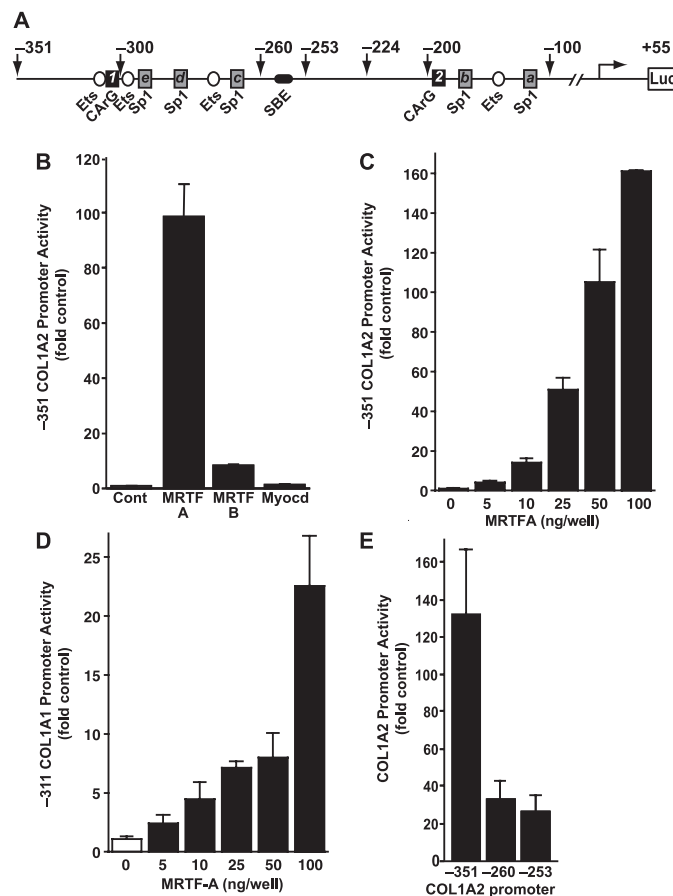 A
–351 –300 –260 –253 –224 –200 –100 +55
1 e d c 2 b a Luc
Ets CArG Ets Sp1 Sp1 Ets Sp1 SBE CArG Sp1 Ets Sp1
B
–351 COL1A2 Promoter Activity
(fold control)
120
100
80
60
40
20
0
Cont MRTF MRTF Myocd
A B
C
–351 COL1A2 Promoter Activity
(fold control)
160
140
120
100
80
60
40
20
0
0 5 10 25 50 100
MRTFA (ng/well)
D
–311 COL1A1 Promoter Activity
(fold control)
25
20
15
10
5
0
0 5 10 25 50 100
MRTF-A (ng/well)
E
COL1A2 Promoter Activity
(fold control)
160
140
120
100
80
60
40
20
0
–351 –260 –253
COL1A2 promoter